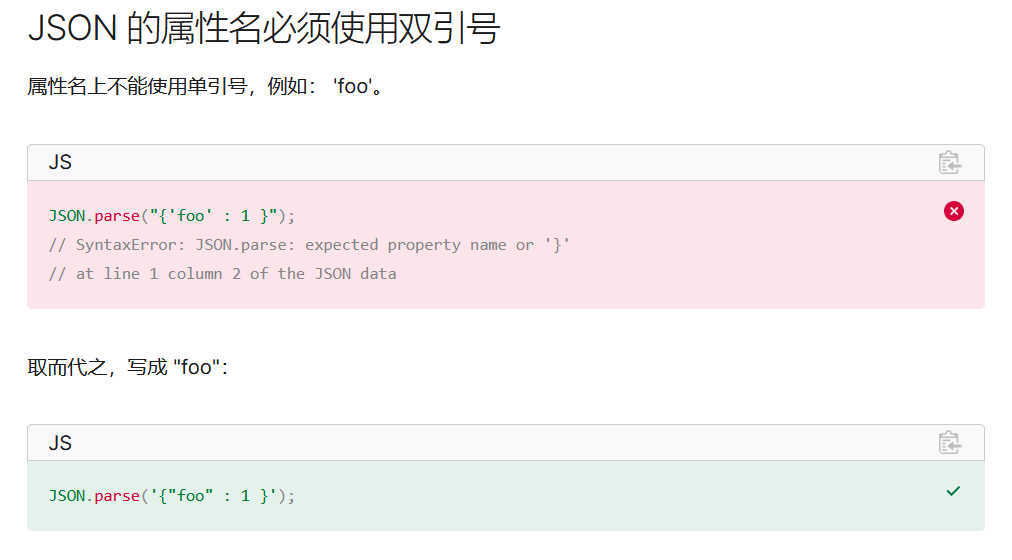 JSON 的属性名必须使用双引号
属性名上不能使用单引号，例如： 'foo'。
JS
JSON.parse("{'foo' : 1 }");
// SyntaxError: JSON.parse: expected property name or '}'
// at line 1 column 2 of the JSON data
取而代之，写成 "foo"：
JS
JSON.parse('{"foo" : 1 }');